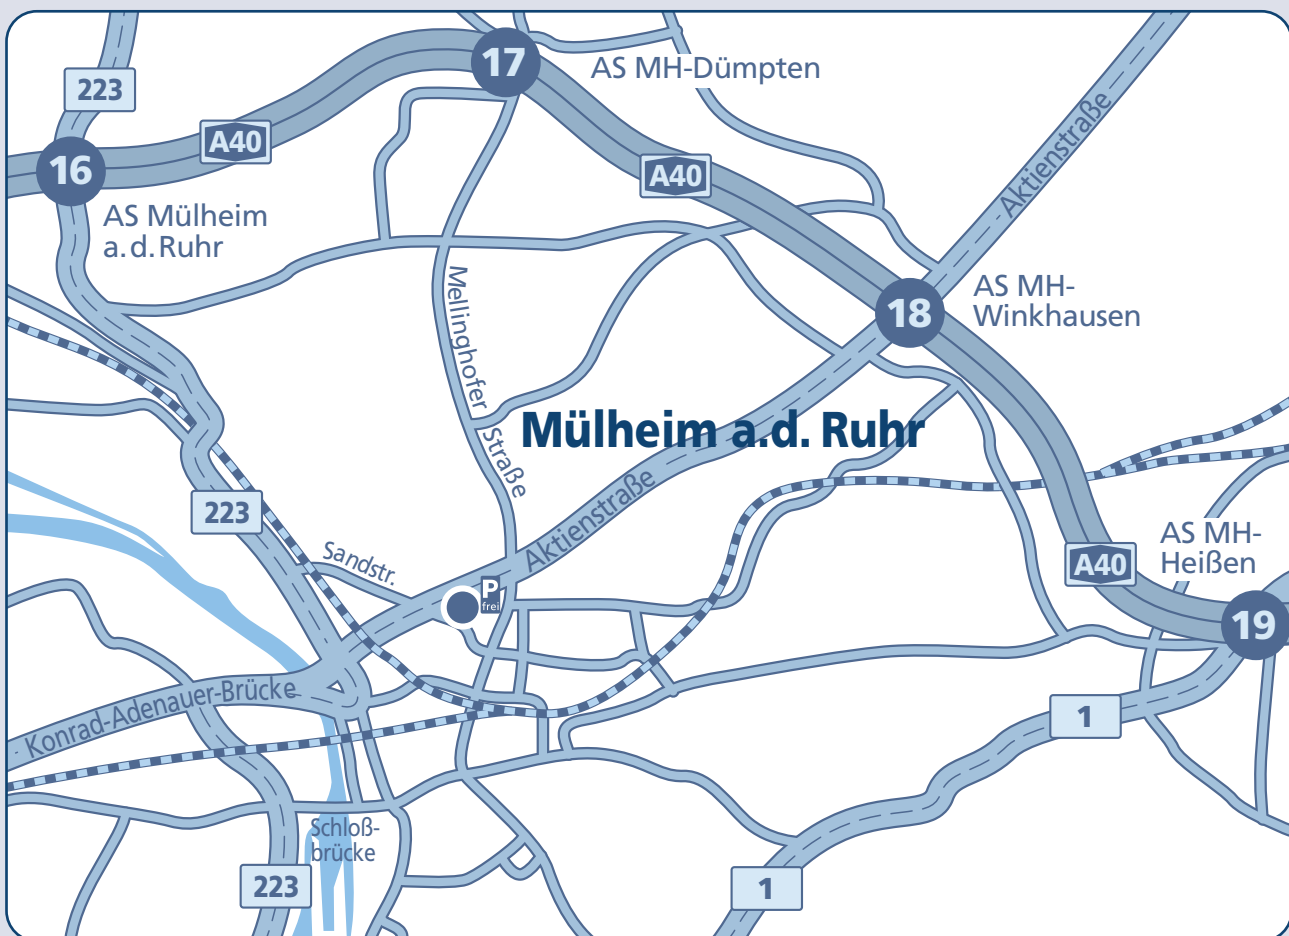 17
AS MH-Dümpten
223
Aktienstraße
A40
16
A40
AS Mülheim
a.d.Ruhr
Mellinghofer
Straße
AS MH-
Winkhausen
18
Mülheim a.d. Ruhr
223
Aktienstraße
Sandstr.
AS MH-
Heißen
A40
P
frei
19
Konrad-Adenauer-Brücke
1
Schloß-
brücke
223
1